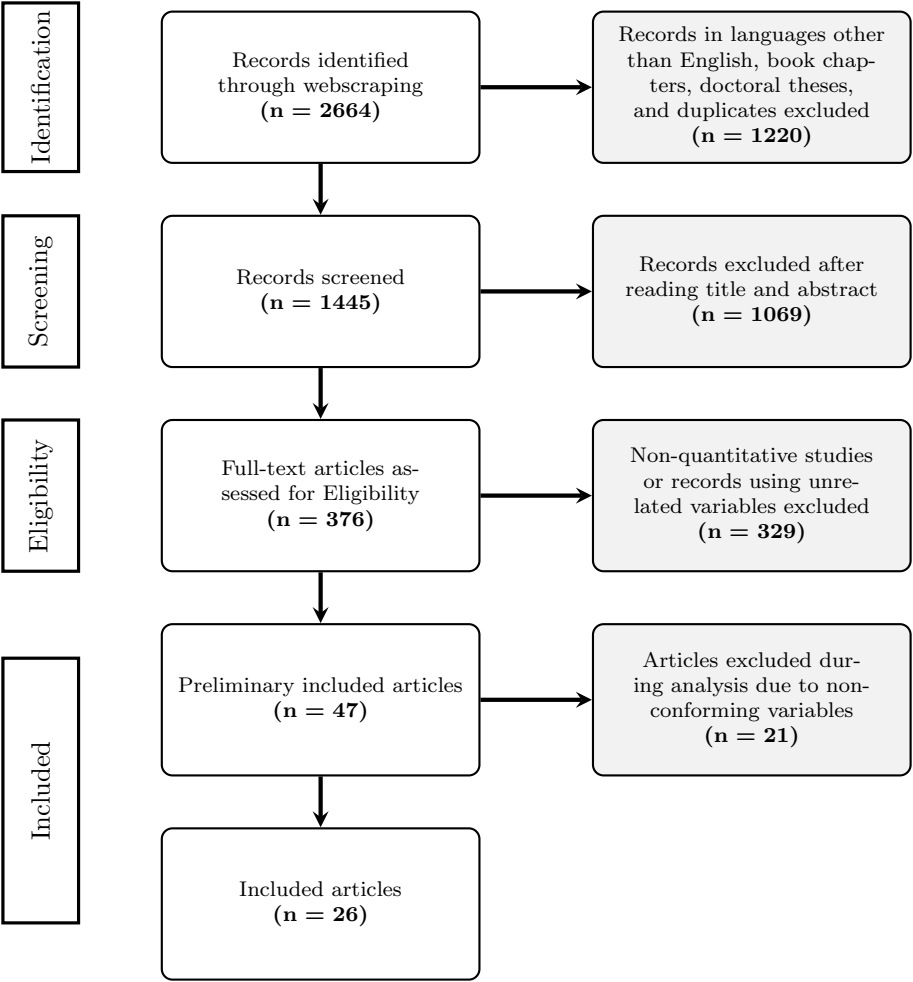 Identification
Records identified
through webscraping
(n = 2664)
Records in languages other
than English, book chap-
ters, doctoral theses,
and duplicates excluded
(n = 1220)
Screening
Records screened
(n = 1445)
Records excluded after
reading title and abstract
(n = 1069)
Eligibility
Full-text articles as-
sessed for Eligibility
(n = 376)
Non-quantitative studies
or records using unre-
lated variables excluded
(n = 329)
Included
Preliminary included articles
(n = 47)
Articles excluded dur-
ing analysis due to non-
conforming variables
(n = 21)
Included articles
(n = 26)